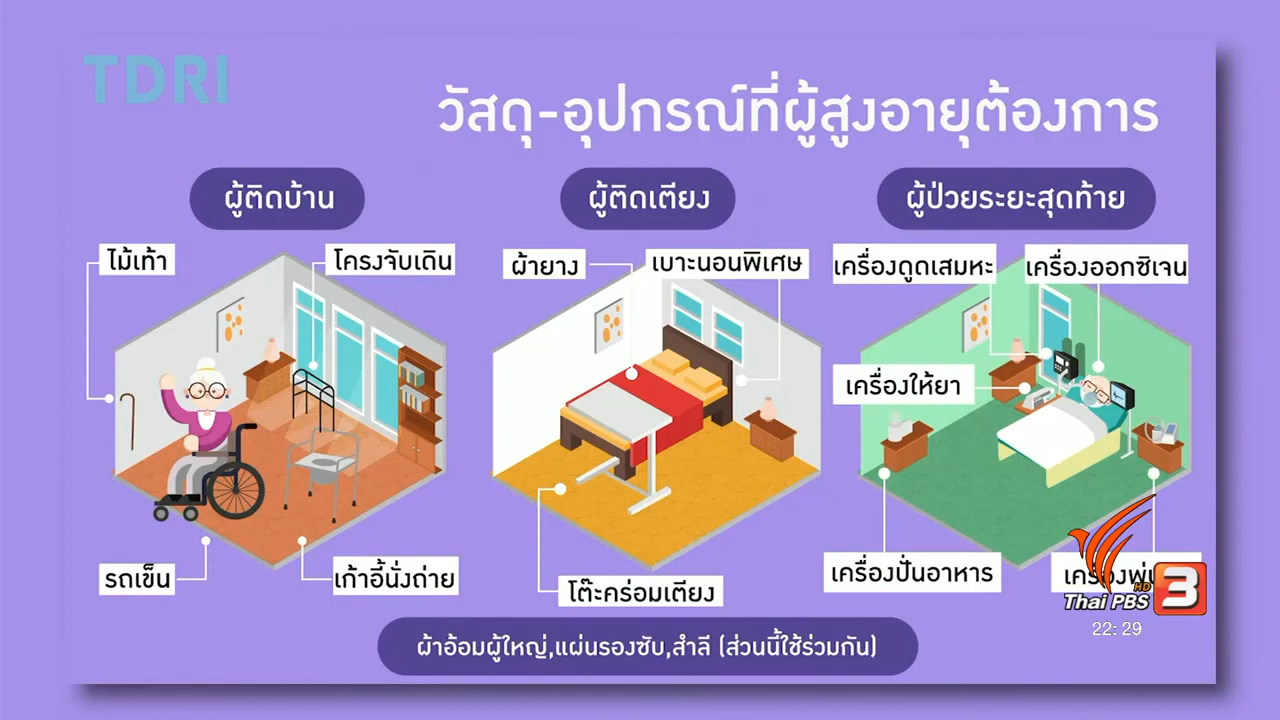 TDRI
วัสดุ-อุปกรณ์ที่ผู้สูงอายุต้องการ
ผู้ติดบ้าน
ผู้ติดเตียง
ผู้ป่วยระยะสุดท้าย
ไม้เท้า
โครงจับเดิน
ผ้ายาง
เบาะนอนพิเศษ
เครื่องดูดเสมหะ
เครื่องออกซิเจน
เครื่องให้ยา
รถเข็น
เก้าอี้นั่งถ่าย
โต๊ะคร่อมเตียง
เครื่องปั่นอาหาร
HD
Thai PBS 3
22: 29
ผ้าอ้อมผู้ใหญ่,แผ่นรองซับ,สำลี (ส่วนนี้ใช้ร่วมกัน)